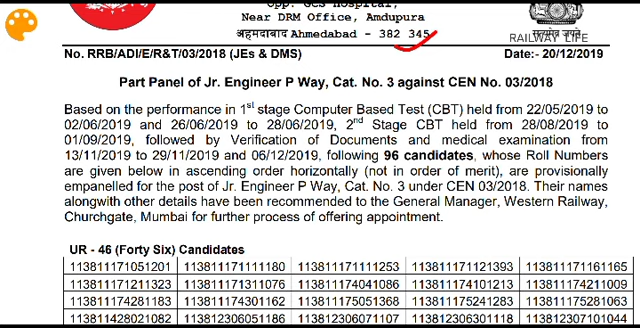 Opp. GCS Hospital,
Near DRM Office, Amdupura
अहमदाबाद Ahmedabad - 382 345
सत्यमेव जयते
RAILWAY LIFE
No. RRB/ADI/E/R&T/03/2018 (JEs & DMS) Date:- 20/12/2019
Part Panel of Jr. Engineer P Way, Cat. No. 3 against CEN No. 03/2018
Based on the performance in 1st stage Computer Based Test (CBT) held from 22/05/2019 to
02/06/2019 and 26/06/2019 to 28/06/2019, 2nd Stage CBT held from 28/08/2019 to
01/09/2019, followed by Verification of Documents and medical examination from
13/11/2019 to 29/11/2019 and 06/12/2019, following 96 candidates, whose Roll Numbers
are given below in ascending order horizontally (not in order of merit), are provisionally
empanelled for the post of Jr. Engineer P Way, Cat. No. 3 under CEN 03/2018. Their names
alongwith other details have been recommended to the General Manager, Western Railway,
Churchgate, Mumbai for further process of offering appointment.
UR - 46 (Forty Six) Candidates
113811171051201 113811171111180 113811171111253 113811171121393 113811171161165
113811171211323 113811171311076 113811174041086 113811174101213 113811174211009
113811174281183 113811174301162 113811175051368 113811175241283 113811175281063
113811428021082 113812306051186 113812306071107 113812306301118 113812307101044